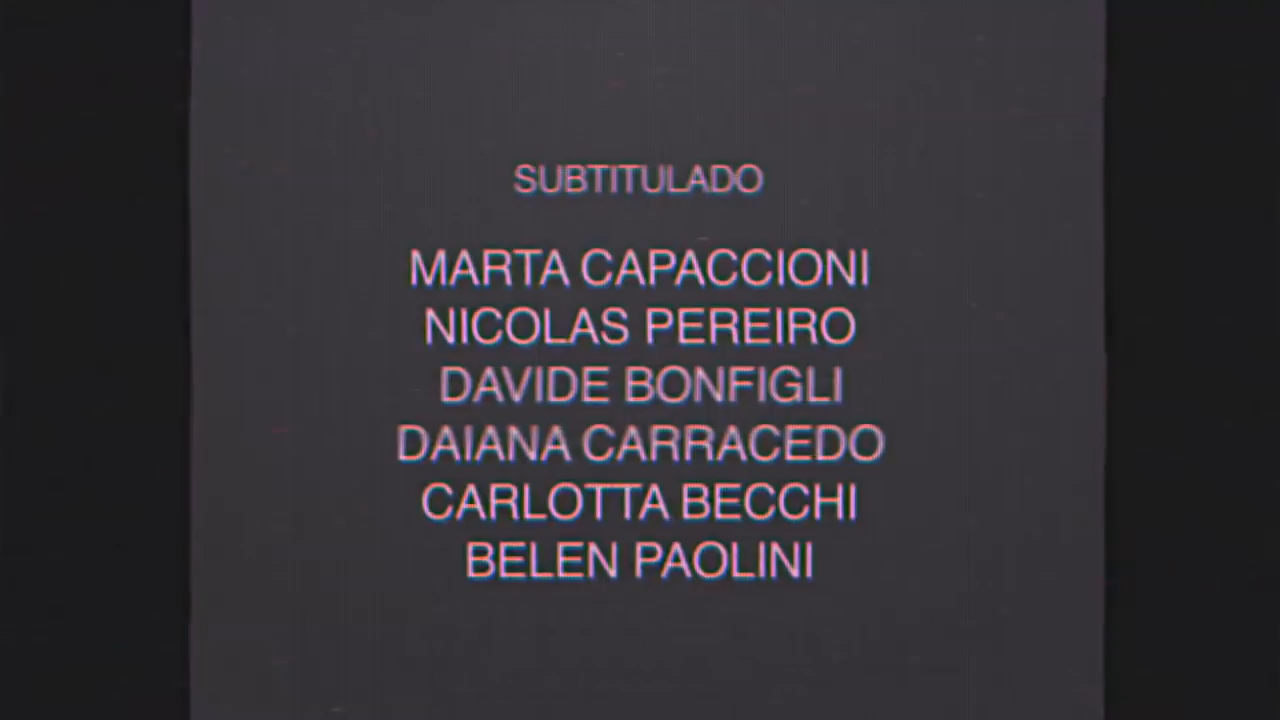 SUBTITULADO
MARTA CAPACCIONI
NICOLAS PEREIRO
DAVIDE BONFIGLI
DAIANA CARRACEDO
CARLOTTA BECCHI
BELEN PAOLINI